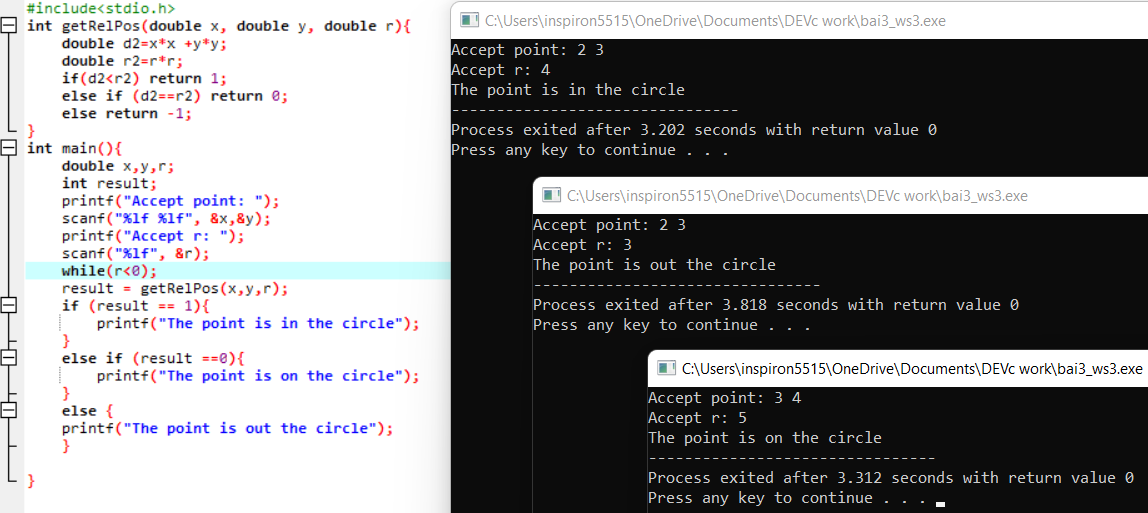 #include<stdio.h>
int getRelPos(double x, double y, double r){
double d2=x*x +y*y;
double r2=r*r;
if(d2<r2) return 1;
else if (d2==r2) return 0;
else return -1;
}
int main(){
double x,y,r;
int result;
printf("Accept point: ");
scanf("%lf %lf", &x,&y);
printf("Accept r: ");
scanf("%lf", &r);
while(r<0);
result = getRelPos(x,y,r);
if (result == 1){
printf("The point is in the circle");
}
else if (result ==0){
printf("The point is on the circle");
}
else {
printf("The point is out the circle");
}
}
C:\Users\inspiron5515\OneDrive\Documents\DEVc work\bai3_ws3.exe
Accept point: 2 3
Accept r: 4
The point is in the circle
--------------------------------
Process exited after 3.202 seconds with return value 0
Press any key to continue . . .
C:\Users\inspiron5515\OneDrive\Documents\DEVc work\bai3_ws3.exe
Accept point: 2 3
Accept r: 3
The point is out the circle
--------------------------------
Process exited after 3.818 seconds with return value 0
Press any key to continue . . .
C:\Users\inspiron5515\OneDrive\Documents\DEVc work\bai3_ws3.exe
Accept point: 3 4
Accept r: 5
The point is on the circle
--------------------------------
Process exited after 3.312 seconds with return value 0
Press any key to continue . . .